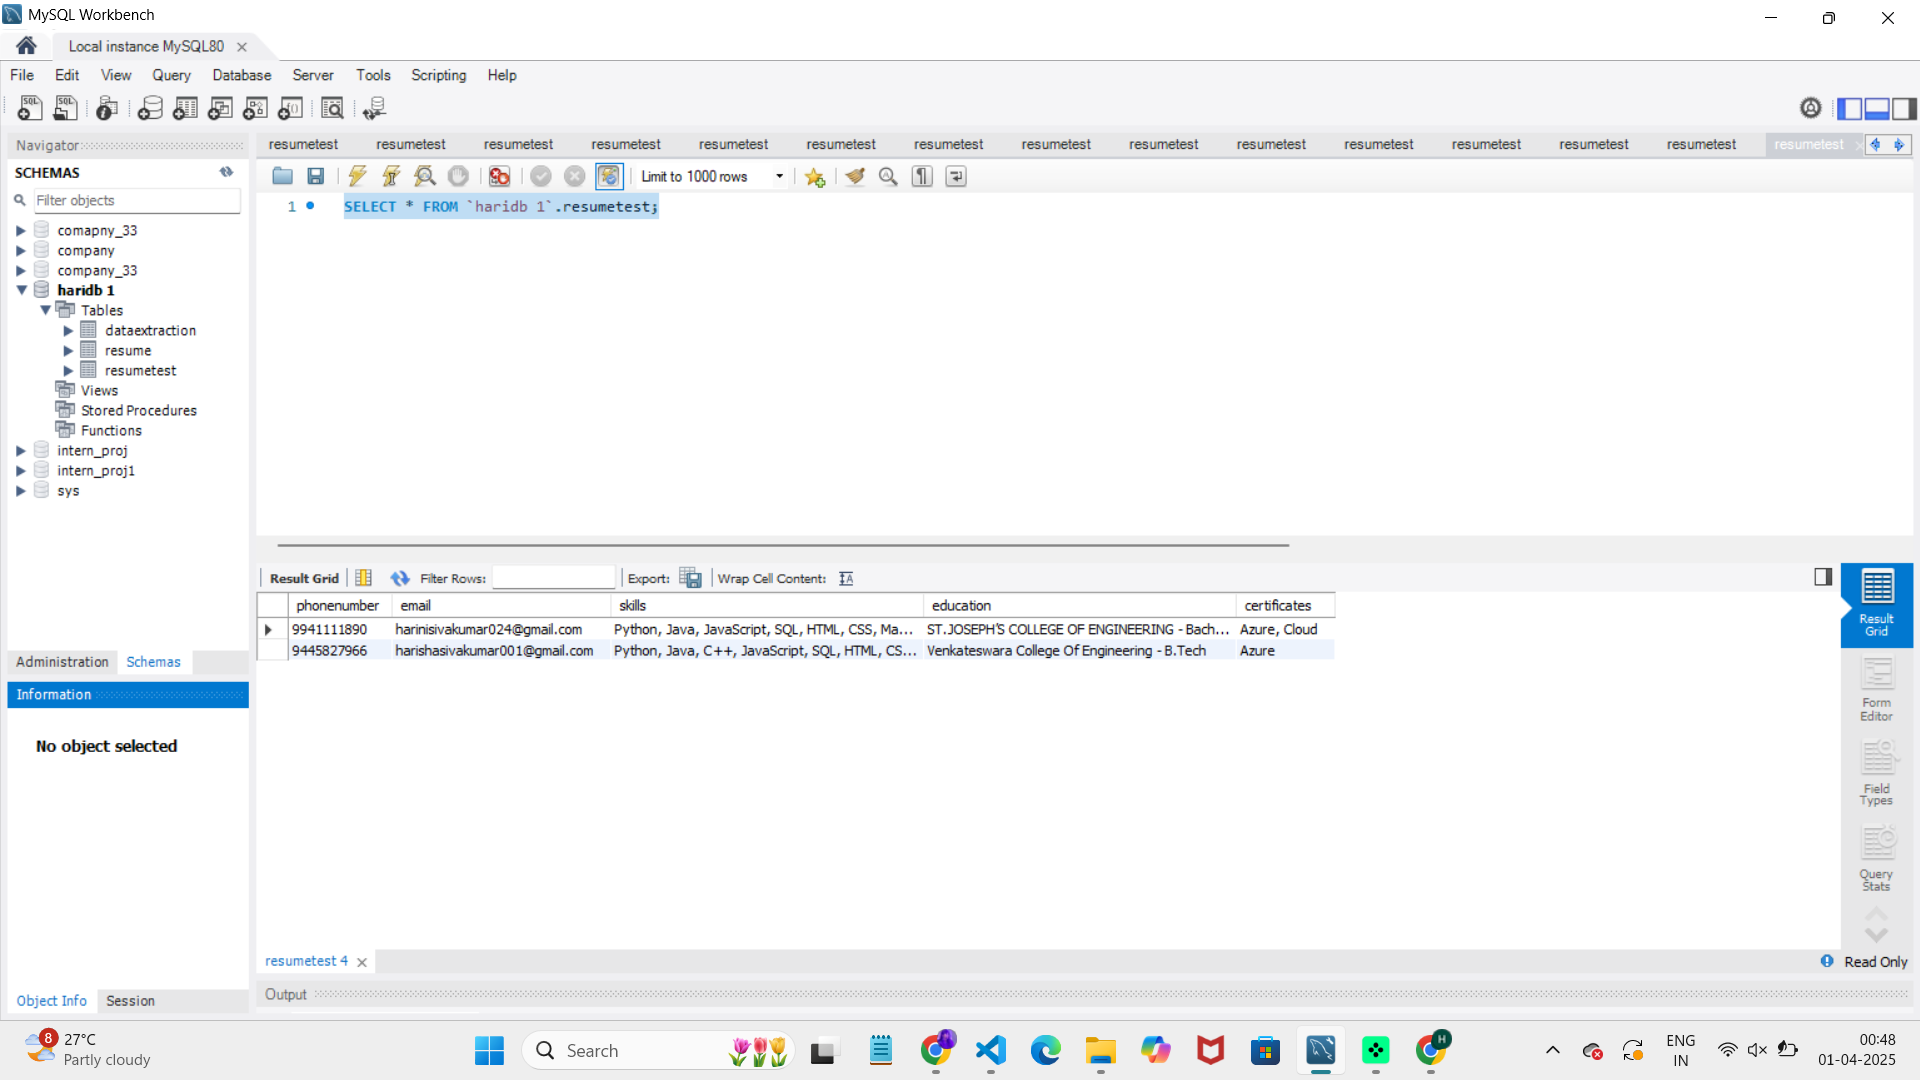 MySQL Workbench
Local instance MySQL80
File Edit View Query Database Server Tools Scripting Help
Navigator
SCHEMAS
Filter objects
comapny_33
company
company_33
haridb 1
Tables
dataextraction
resume
resumetest
Views
Stored Procedures
Functions
intern_proj
intern_proj1
sys
Administration Schemas
Information
No object selected
Object Info Session
resumetest resumetest resumetest resumetest resumetest resumetest resumetest resumetest resumetest resumetest resumetest resumetest resumetest resumetest resumetest
Limit to 1000 rows
1 SELECT * FROM `haridb 1`.resumetest;
Result Grid Filter Rows: Export: Wrap Cell Content:
phonenumber email skills education certificates
9941111890 harinisivakumar024@gmail.com Python, Java, JavaScript, SQL, HTML, CSS, Ma... ST.JOSEPH'S COLLEGE OF ENGINEERING - Bach... Azure, Cloud
9445827966 harishasivakumar001@gmail.com Python, Java, C++, JavaScript, SQL, HTML, CS... Venkateswara College Of Engineering - B.Tech Azure
Result
Grid
Form
Editor
Field
Types
Query
Stats
resumetest 4
Read Only
Output
8
27°C
Partly cloudy
Search
H
ENG
IN
00:48
01-04-2025